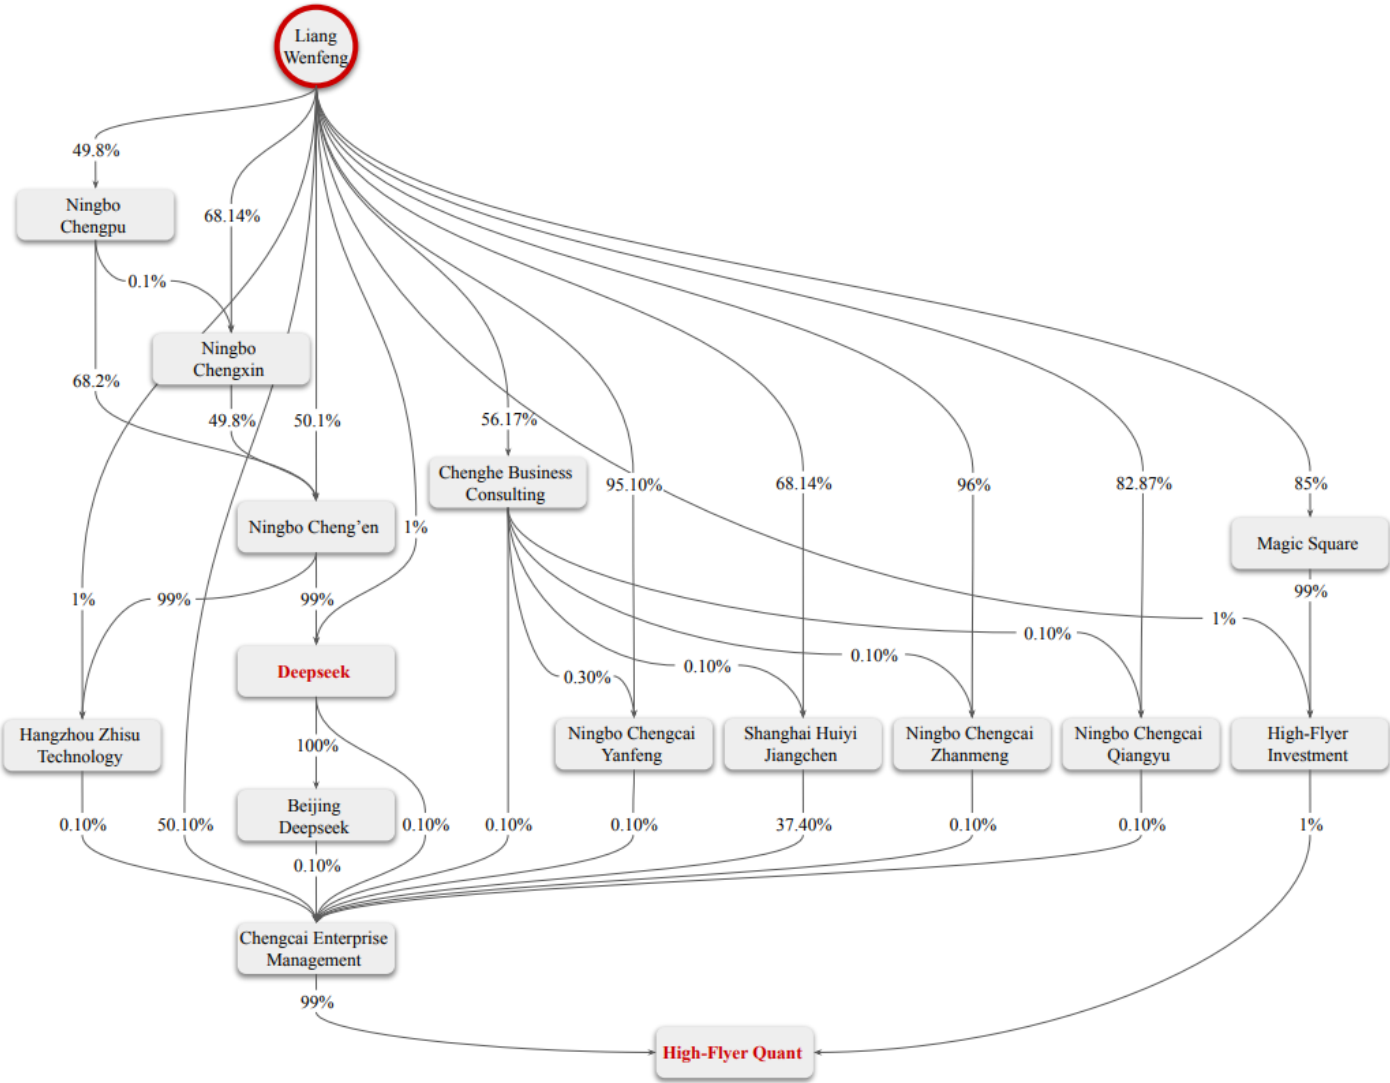 Liang
Wenfeng
49.8%
Ningbo
Chengpu
68.14%
0.1%
Ningbo
Chengxin
68.2%
49.8%
50.1%
56.17%
Chenghe Business
Consulting
95.10%
68.14%
96%
82.87%
85%
Ningbo Cheng'en
1%
Magic Square
1%
99%
99%
99%
1%
0.10%
0.10%
0.10%
0.30%
Deepseek
Hangzhou Zhisu
Technology
100%
Ningbo Chengcai
Yanfeng
Shanghai Huiyi
Jiangchen
Ningbo Chengcai
Zhanmeng
Ningbo Chengcai
Qiangyu
High-Flyer
Investment
Beijing
Deepseek
0.10%
50.10%
0.10%
0.10%
0.10%
37.40%
0.10%
0.10%
1%
0.10%
Chengcai Enterprise
Management
99%
High-Flyer Quant